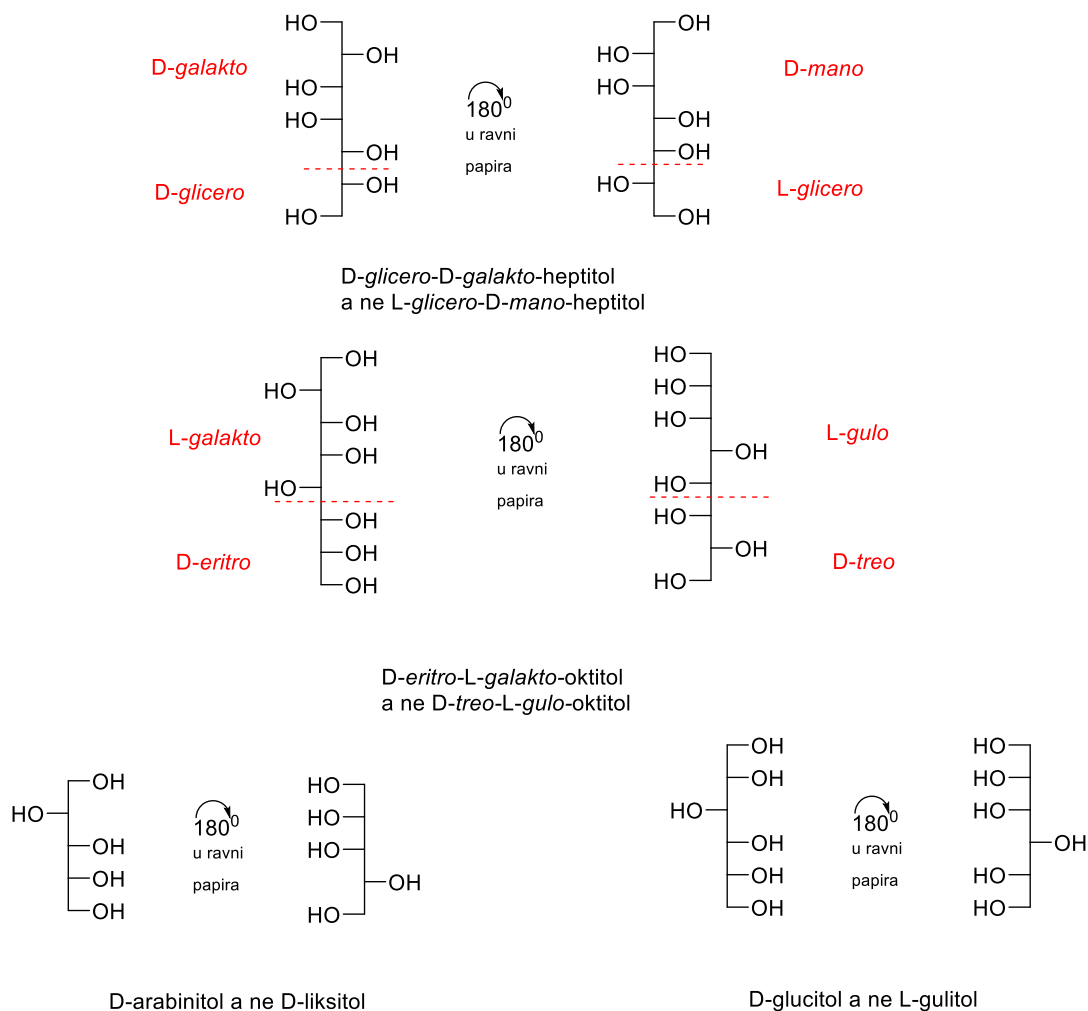 D-galakto
D-glicero
HO
OH
HO
HO
OH
OH
HO
180⁰
u ravni
papira
OH
HO
HO
OH
OH
HO
OH
D-mano
L-glicero
D-glicero-D-galakto-heptitol
a ne L-glicero-D-mano-heptitol
L-galakto
D-eritro
OH
HO
OH
OH
HO
OH
OH
OH
180⁰
u ravni
papira
HO
HO
HO
OH
HO
HO
OH
HO
L-gulo
D-treo
D-eritro-L-galakto-oktitol
a ne D-treo-L-gulo-oktitol
OH
HO
OH
OH
OH
180⁰
u ravni
papira
HO
HO
HO
OH
HO
D-arabinitol a ne D-liksitol
OH
OH
HO
OH
OH
OH
180⁰
u ravni
papira
HO
HO
HO
OH
HO
HO
D-glucitol a ne L-gulitol